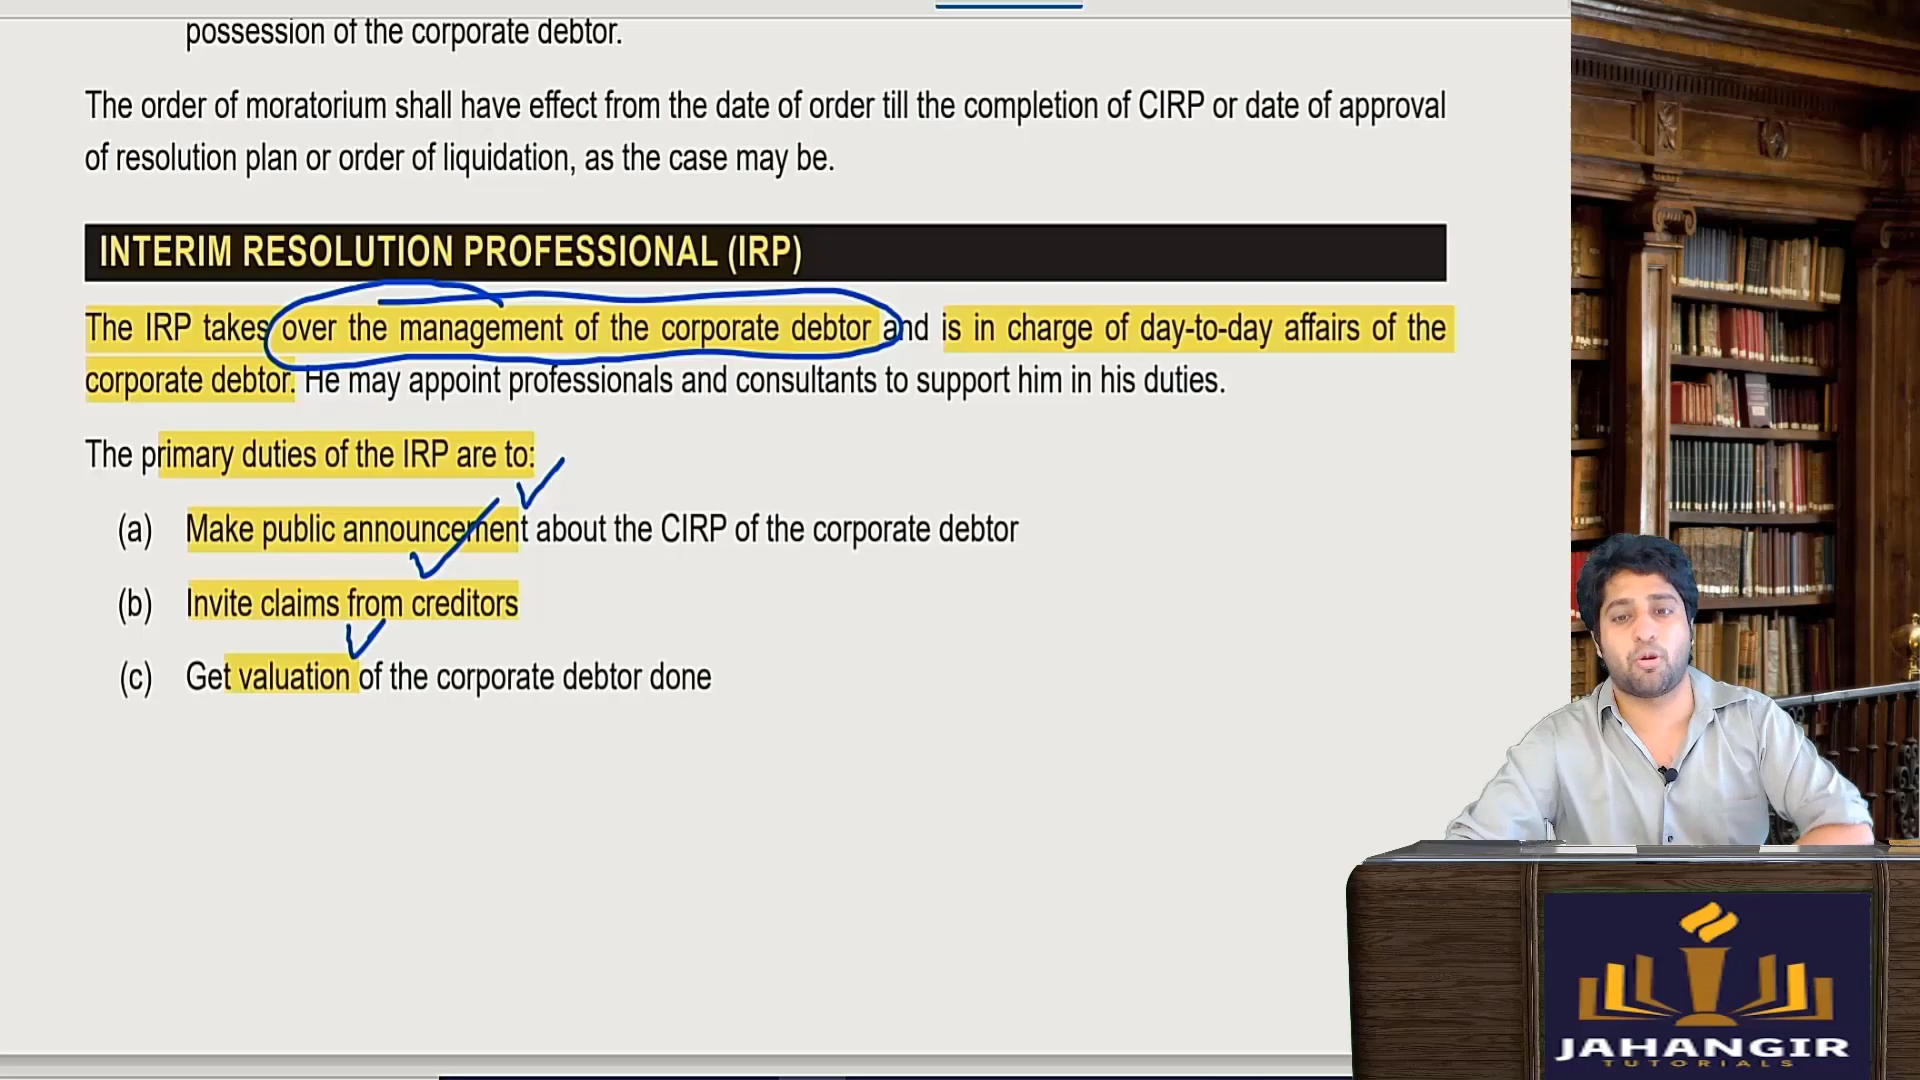 possession of the corporate debtor.
The order of moratorium shall have effect from the date of order till the completion of CIRP or date of approval
of resolution plan or order of liquidation, as the case may be.
INTERIM RESOLUTION PROFESSIONAL (IRP)
The IRP takes over the management of the corporate debtor and is in charge of day-to-day affairs of the
corporate debtor. He may appoint professionals and consultants to support him in his duties.
The primary duties of the IRP are to:
(a) Make public announcement about the CIRP of the corporate debtor
(b) Invite claims from creditors
(c) Get valuation of the corporate debtor done
JAHANGIR
TUTORIALS